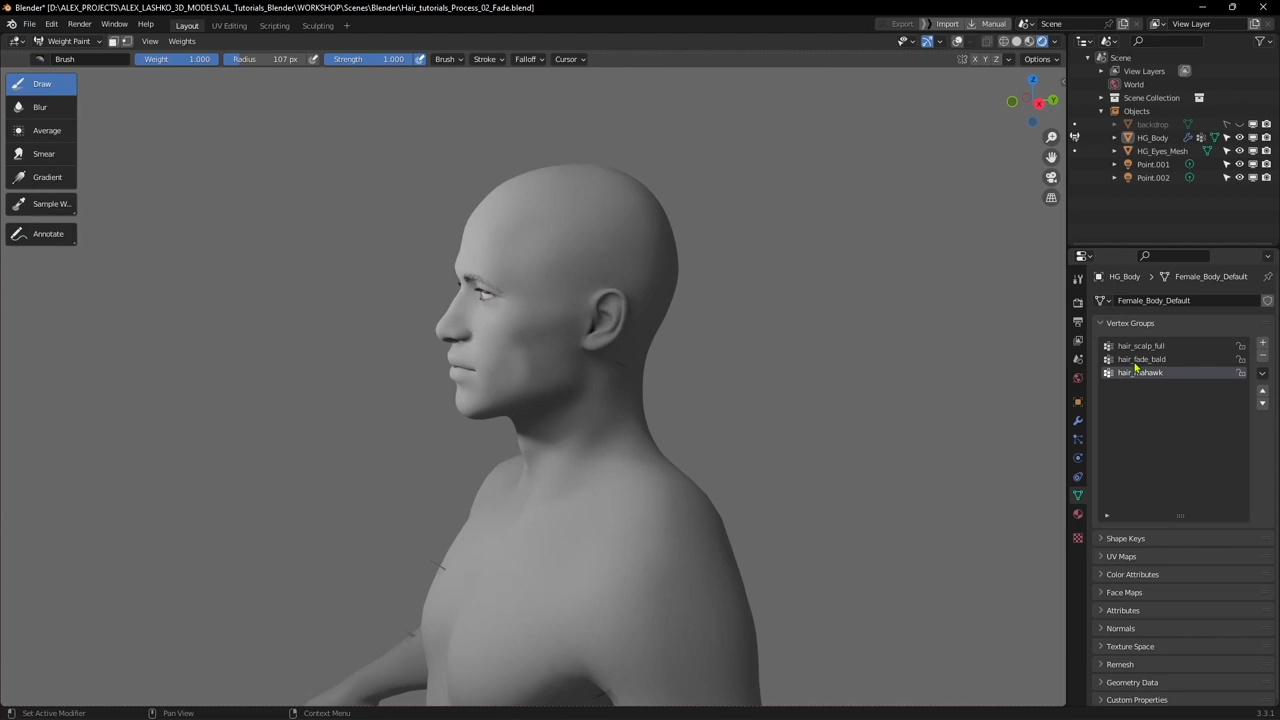 Blender* [D:\ALEX_PROJECTS\ALEX_LASHKO_3D_MODELS\AL_Tutorials_Blender\WORKSHOP\Scenes\Blender\Hair_tutorials_Process_02_Fade.blend]
File Edit Render Window Help Layout UV Editing Scripting Sculpting + Export Import Manual Scene View Layer
Weight Paint View Weights
Brush Weight 1.000 Radius 107 px Strength 1.000 Brush Stroke Falloff Cursor X Y Z Options
Draw
Blur
Average
Smear
Gradient
Sample W...
Annotate
Z
Y
X
Scene
View Layers
World
Scene Collection
Objects
backdrop
HG_Body
HG_Eyes_Mesh
Point.001
Point.002
HG_Body > Female_Body_Default
Female_Body_Default
Vertex Groups
hair_scalp_full
hair_fade_bald
hair_mahawk
Shape Keys
UV Maps
Color Attributes
Face Maps
Attributes
Normals
Texture Space
Remesh
Geometry Data
Custom Properties
Set Active Modifier Pan View Context Menu 3.3.1